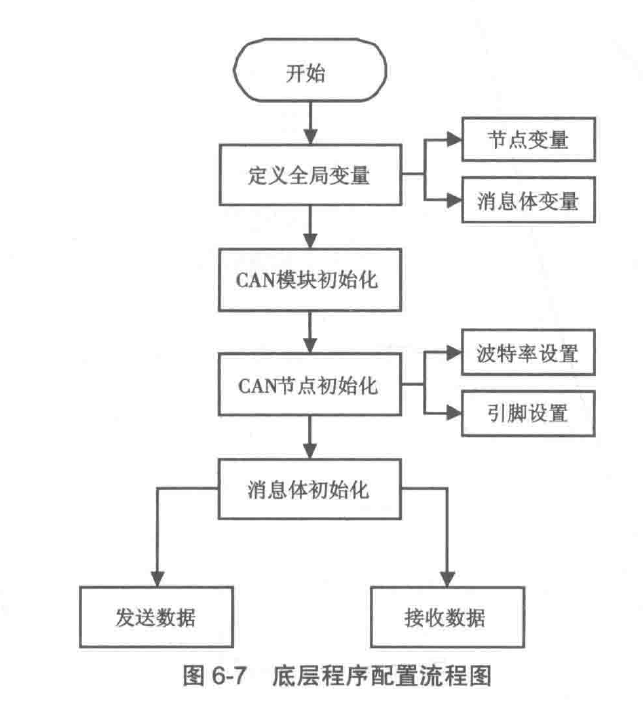 开始
定义全局变量
节点变量
消息体变量
CAN模块初始化
CAN节点初始化
波特率设置
引脚设置
消息体初始化
发送数据
接收数据
图 6-7 底层程序配置流程图